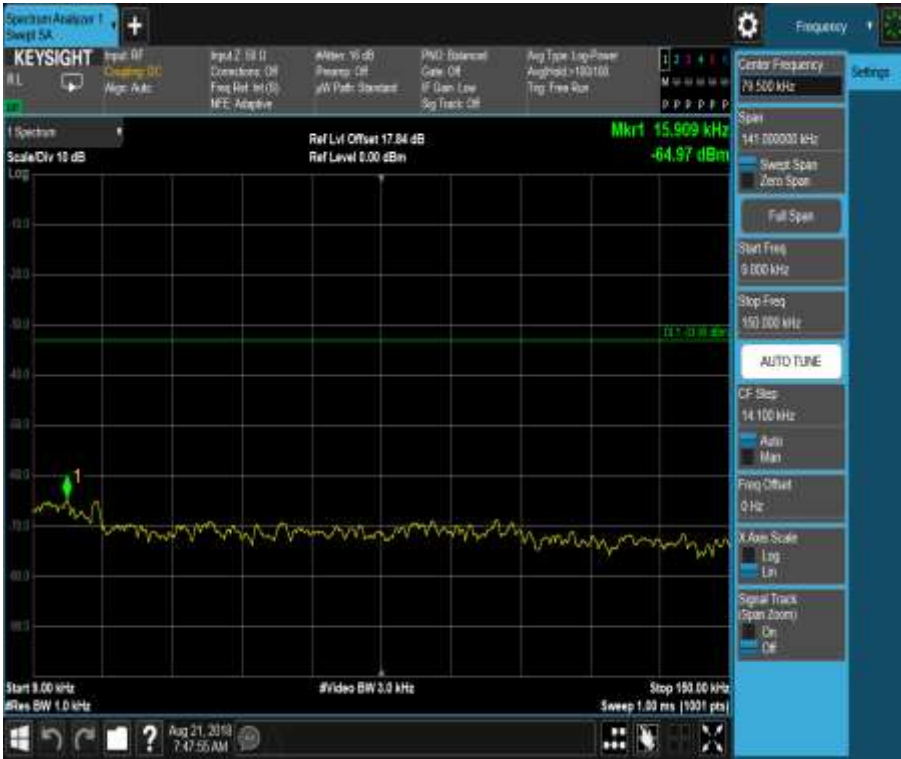 Spectrum Analyzer 1
Swept SA
Frequency
KEYSIGHT
Input: RF
Coupling: DC
Align: Auto
Input Z: 50 Ω
Corrections: Off
Freq Ref: Int (S)
NFE: Adaptive
#Atten: 16 dB
Preamp: Off
µW Path: Standard
PNO: Balanced
Gate: Off
IF Gain: Low
Sig Track: Off
Avg Type: Log-Power
Avg|Hold:>100/100
Trig: Free Run
1 2 3 4 5 6
M
P P P P P P
1 Spectrum
Scale/Div 10 dB
Log
Ref Lvl Offset 17.84 dB
Ref Level 0.00 dBm
Mkr1 15.909 kHz
-64.97 dBm
1
Start 9.00 kHz
#Res BW 1.0 kHz
#Video BW 3.0 kHz
Stop 150.00 kHz
Sweep 1.00 ms (1001 pts)
Aug 21, 2018
7:47:55 AM
Center Frequency
79.500 kHz
Settings
Span
141.000000 kHz
Swept Span
Zero Span
Full Span
Start Freq
9.000 kHz
Stop Freq
150.000 kHz
AUTO TUNE
CF Step
14.100 kHz
Auto
Man
Freq Offset
0 Hz
X Axis Scale
Log
Lin
Signal Track
(Span Zoom)
On
Off